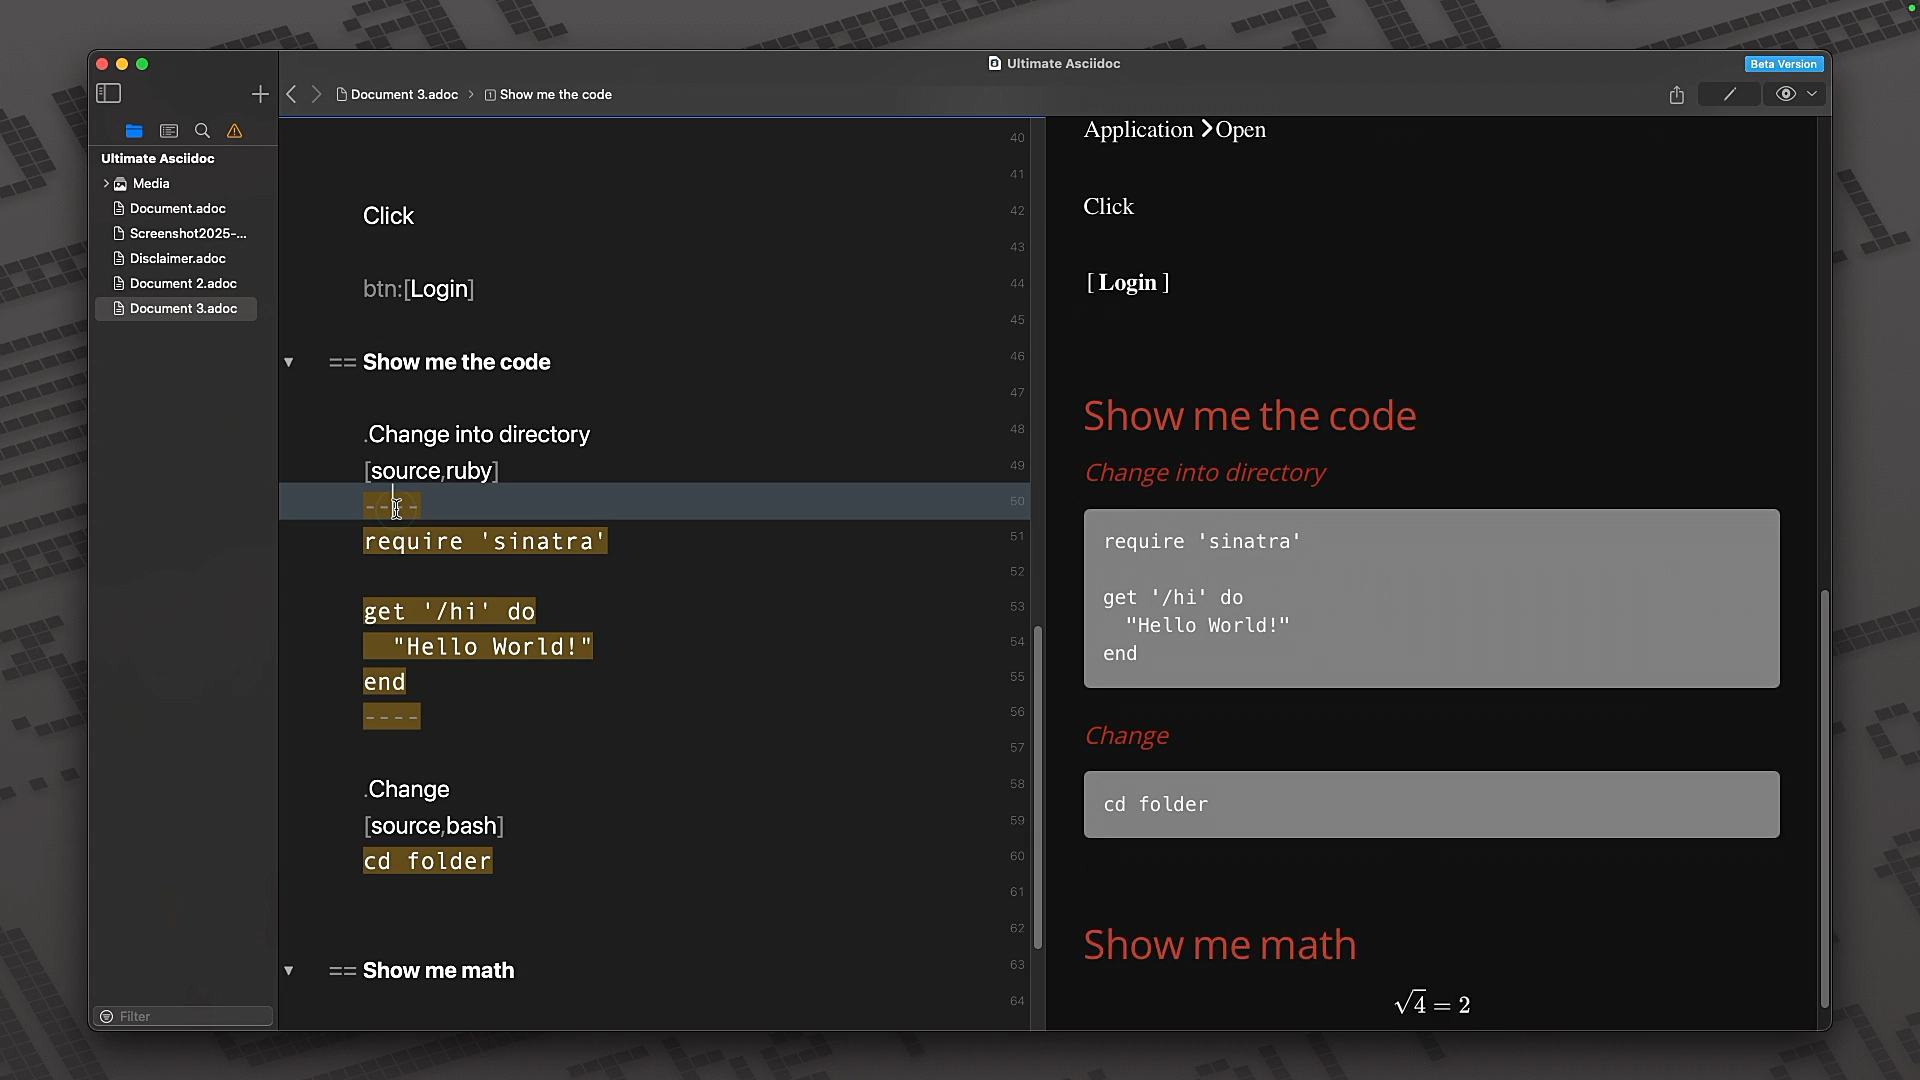 Ultimate Asciidoc
Beta Version
Document 3.adoc
Show me the code
Ultimate Asciidoc
Media
Document.adoc
Screenshot2025-...
Disclaimer.adoc
Document 2.adoc
Document 3.adoc
Filter
40
41
Click 42
43
btn:[Login] 44
45
== Show me the code 46
47
.Change into directory 48
[source,ruby] 49
---- 50
require 'sinatra' 51
52
get '/hi' do 53
"Hello World!" 54
end 55
---- 56
57
.Change 58
[source,bash] 59
cd folder 60
61
62
== Show me math 63
64
Application > Open
Click
[ Login ]
Show me the code
Change into directory
require 'sinatra'
get '/hi' do
"Hello World!"
end
Change
cd folder
Show me math
√4 = 2